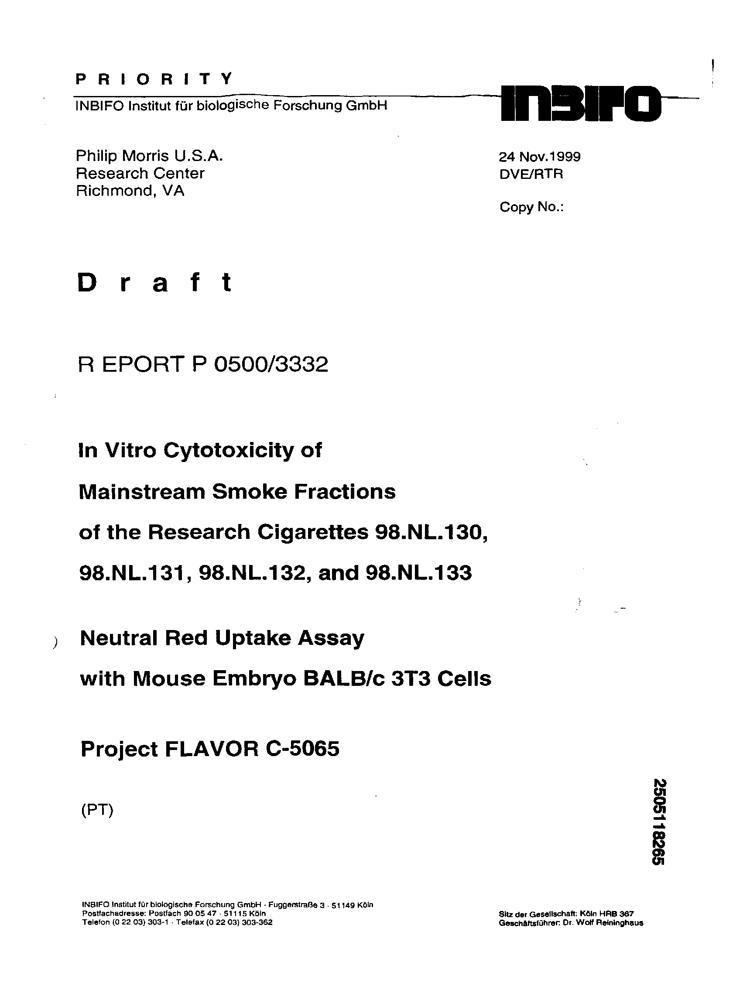 P R I O R I T Y
INBIFO Institut für biologische Forschung GmbH
INBIFO
Philip Morris U.S.A.
Research Center
Richmond, VA
24 Nov.1999
DVE/RTR
Copy No.:
D r a f t
R EPORT P 0500/3332
In Vitro Cytotoxicity of
Mainstream Smoke Fractions
of the Research Cigarettes 98.NL.130,
98.NL.131, 98.NL.132, and 98.NL.133
Neutral Red Uptake Assay
with Mouse Embryo BALB/c 3T3 Cells
Project FLAVOR C-5065
(PT)
2505118265
INBIFO Institut für biologische Forschung GmbH - Fuggerstraße 3 - 51149 Köln
Postfachadresse: Postfach 90 05 47 - 51115 Köln
Telefon (0 22 03) 303-1 - Telefax (0 22 03) 303-362
Sitz der Gesellschaft: Köln HRB 367
Geschäftsführer: Dr. Wolf Reininghaus